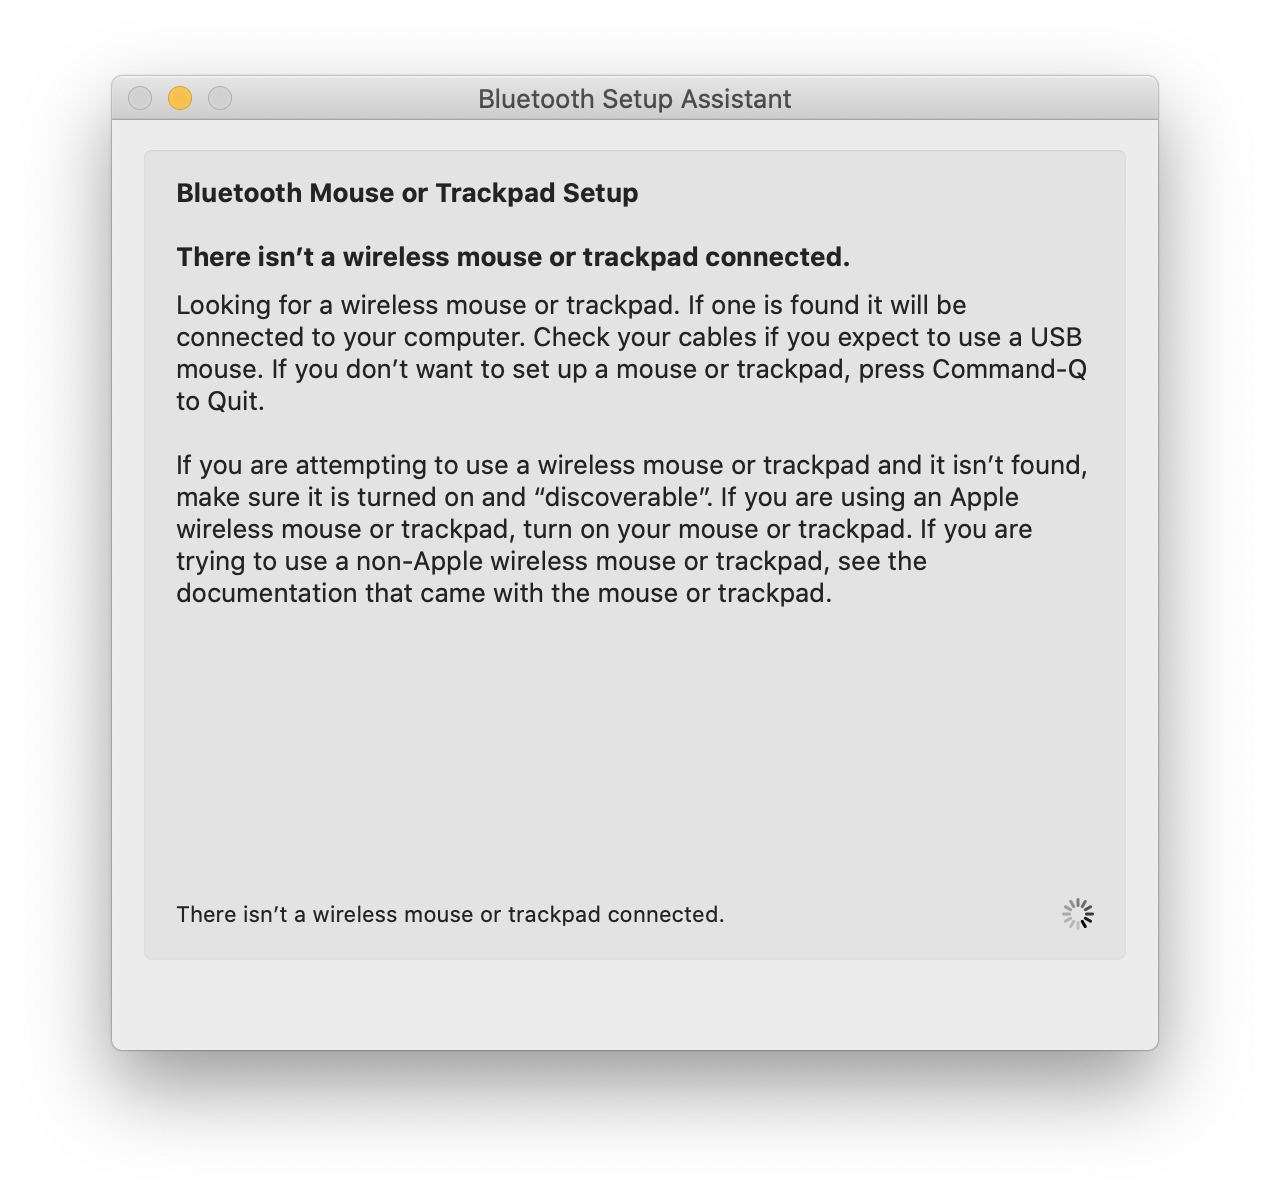 Bluetooth Setup Assistant
Bluetooth Mouse or Trackpad Setup
There isn’t a wireless mouse or trackpad connected.
Looking for a wireless mouse or trackpad. If one is found it will be
connected to your computer. Check your cables if you expect to use a USB
mouse. If you don’t want to set up a mouse or trackpad, press Command-Q
to Quit.
If you are attempting to use a wireless mouse or trackpad and it isn’t found,
make sure it is turned on and “discoverable”. If you are using an Apple
wireless mouse or trackpad, turn on your mouse or trackpad. If you are
trying to use a non-Apple wireless mouse or trackpad, see the
documentation that came with the mouse or trackpad.
There isn’t a wireless mouse or trackpad connected.